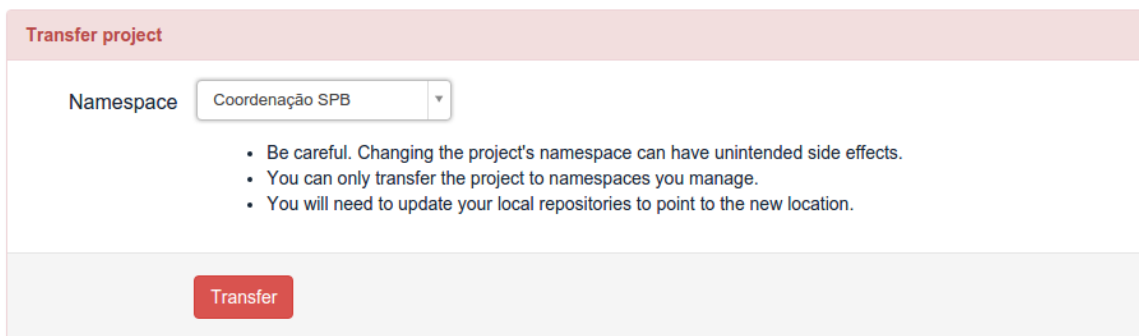 Transfer project
Namespace Coordenação SPB
• Be careful. Changing the project's namespace can have unintended side effects.
• You can only transfer the project to namespaces you manage.
• You will need to update your local repositories to point to the new location.
Transfer